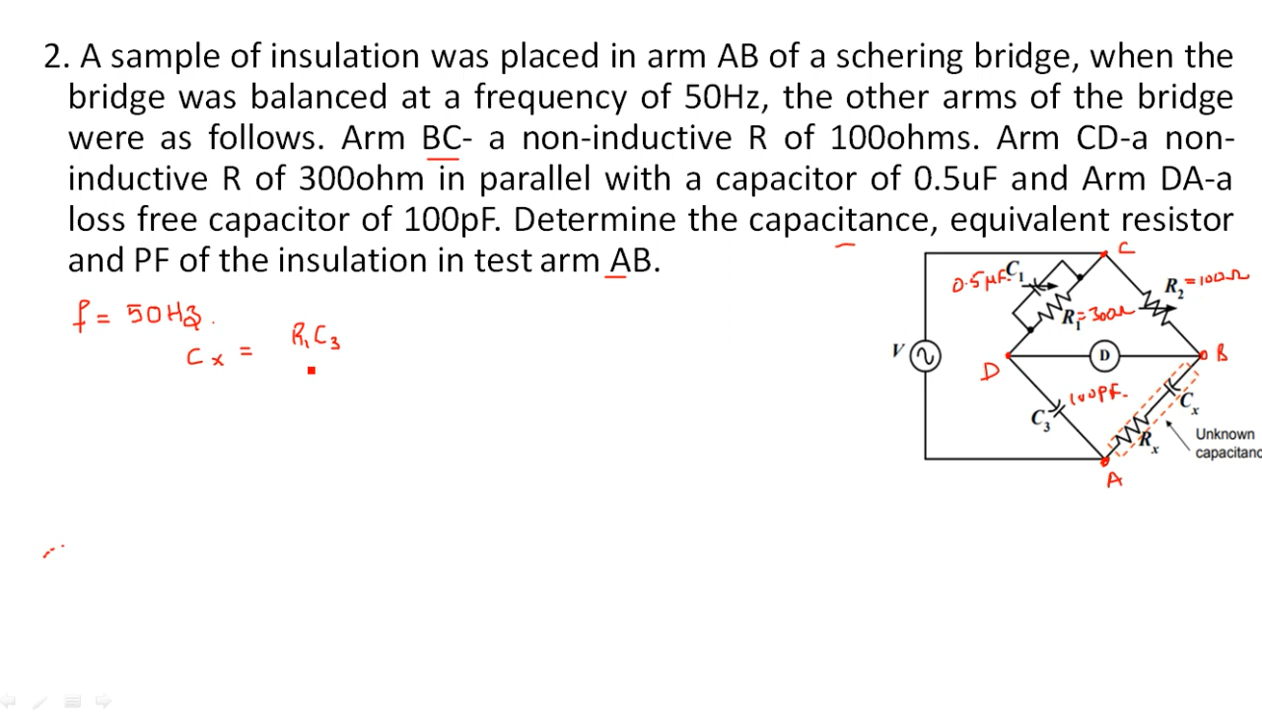 2. A sample of insulation was placed in arm AB of a schering bridge, when the
bridge was balanced at a frequency of 50Hz, the other arms of the bridge
were as follows. Arm BC- a non-inductive R of 100ohms. Arm CD-a non-
inductive R of 300ohm in parallel with a capacitor of 0.5uF and Arm DA-a
loss free capacitor of 100pF. Determine the capacitance, equivalent resistor
and PF of the insulation in test arm AB.
C
0.5μF C₁
R₂ = 100Ω
f = 50Hz.
R₁ = 300Ω
Cx = R₁C₃
V
D
B
D
100PF.
C₃
Cx
Rx
Unknown
capacitanc
A